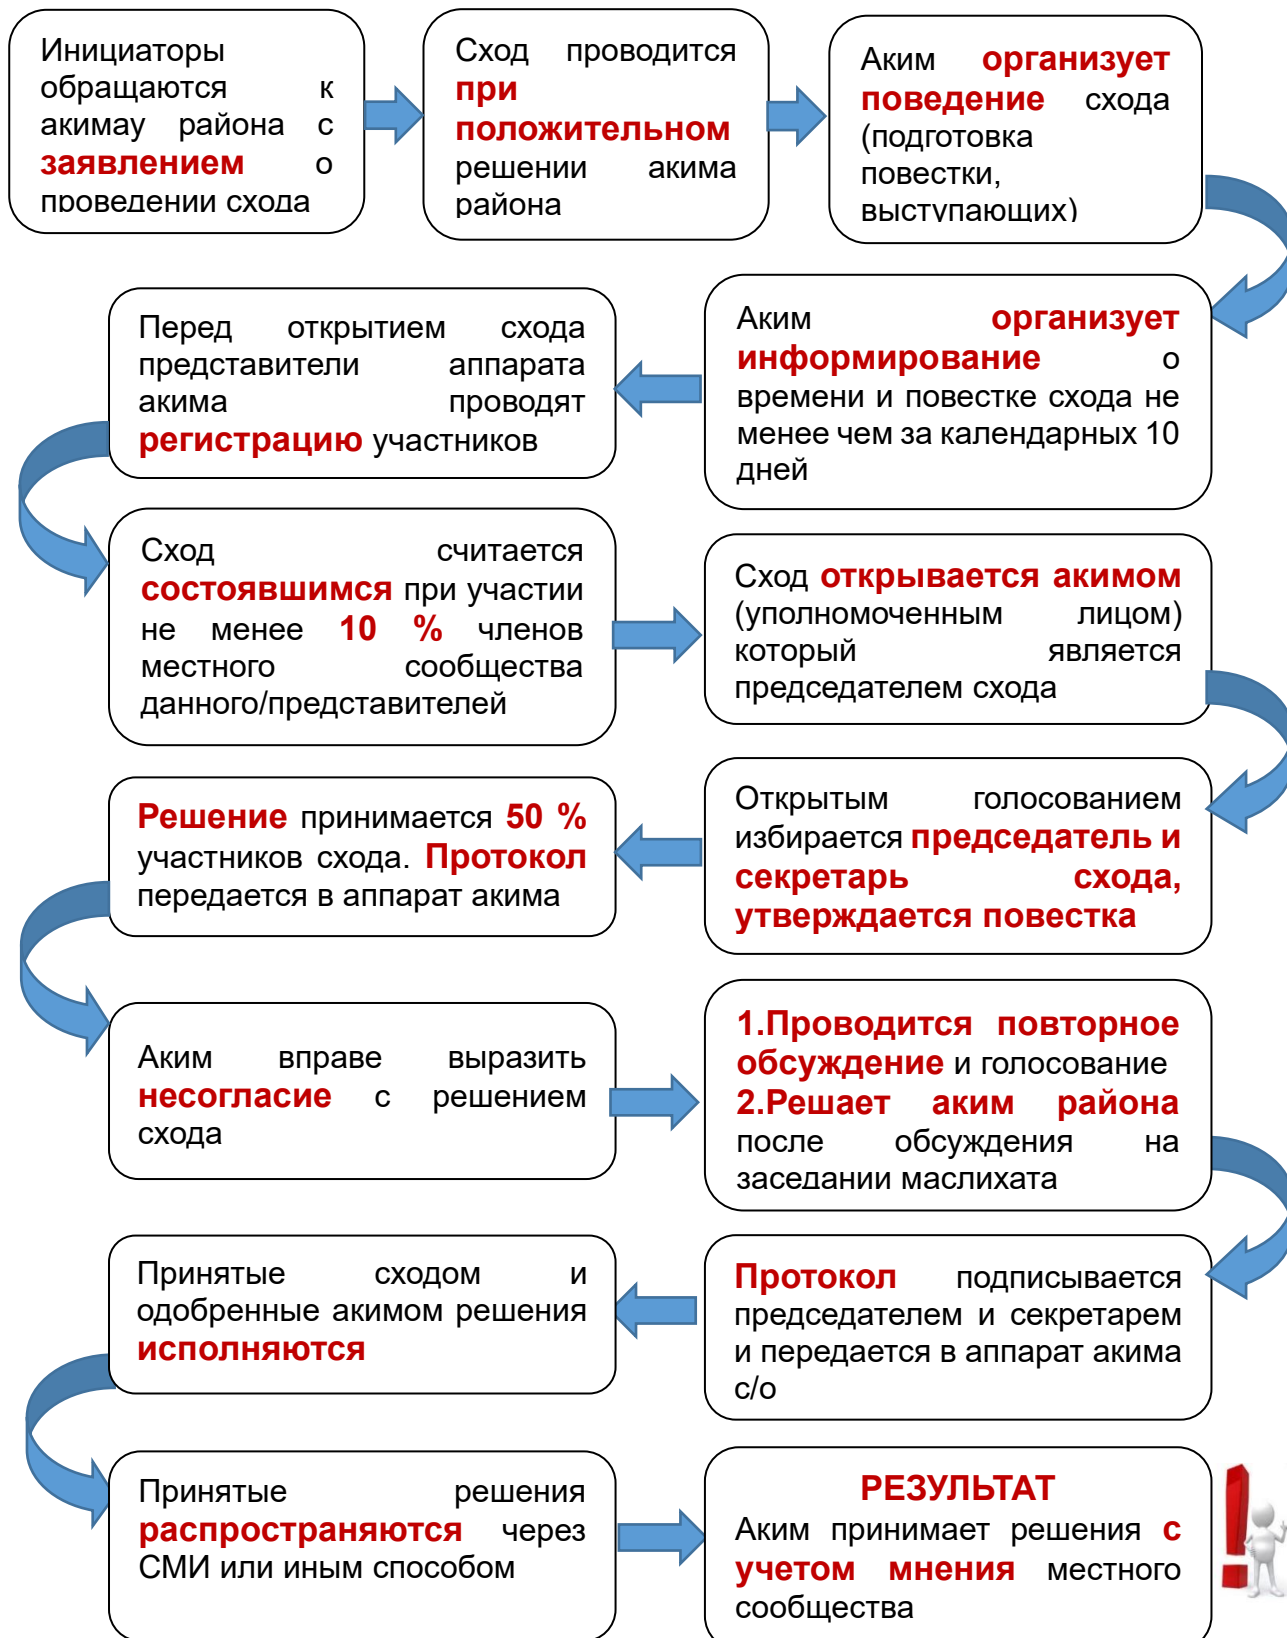 Инициаторы
обращаются к
акимау района с
заявлением о
проведении схода
Сход проводится
при
положительном
решении акима
района
Аким организует
поведение схода
(подготовка
повестки,
выступающих)
Аким организует
информирование о
времени и повестке схода не
менее чем за календарных 10
дней
Перед открытием схода
представители аппарата
акима проводят
регистрацию участников
Сход считается
состоявшимся при участии
не менее 10 % членов
местного сообщества
данного/представителей
Сход открывается акимом
(уполномоченным лицом)
который является
председателем схода
Открытым голосованием
избирается председатель и
секретарь схода,
утверждается повестка
Решение принимается 50 %
участников схода. Протокол
передается в аппарат акима
Аким вправе выразить
несогласие с решением
схода
1.Проводится повторное
обсуждение и голосование
2.Решает аким района
после обсуждения на
заседании маслихата
Протокол подписывается
председателем и секретарем
и передается в аппарат акима
с/о
Принятые сходом и
одобренные акимом решения
исполняются
Принятые решения
распространяются через
СМИ или иным способом
РЕЗУЛЬТАТ
Аким принимает решения с
учетом мнения местного
сообщества